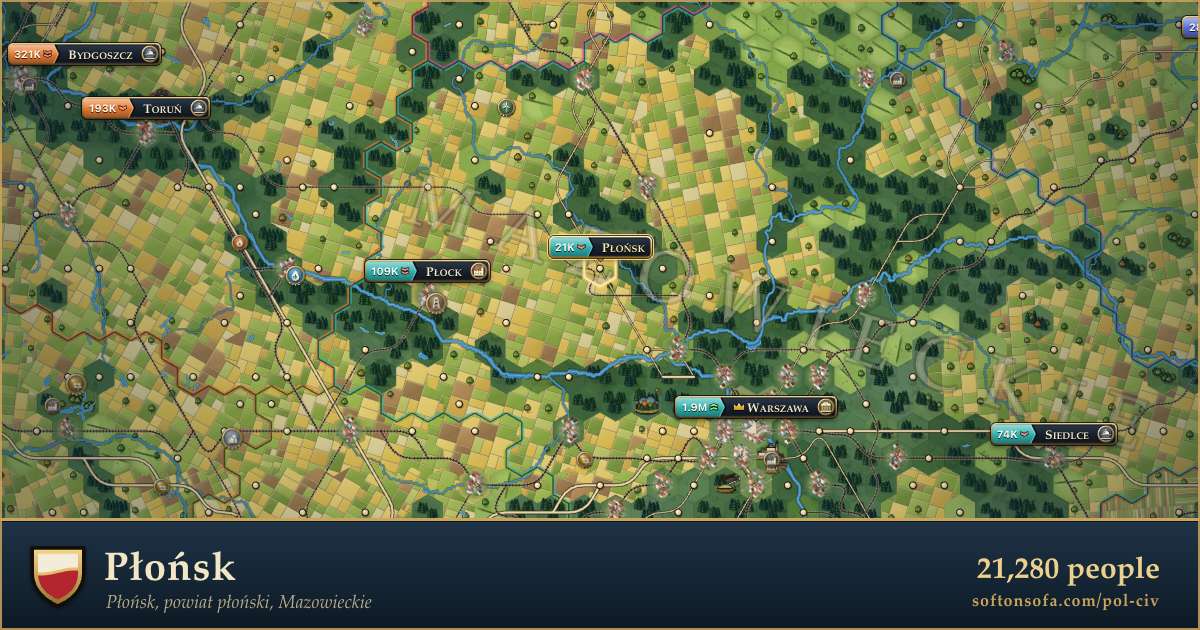 321K BYDGOSZCZ
193K TORUŃ
MAZOWIECKIE
21K PŁOŃSK
109K PŁOCK
1.9M WARSZAWA
74K SIEDLCE
Płońsk
Płońsk, powiat płoński, Mazowieckie
21,280 people
softonsofa.com/pol-civ